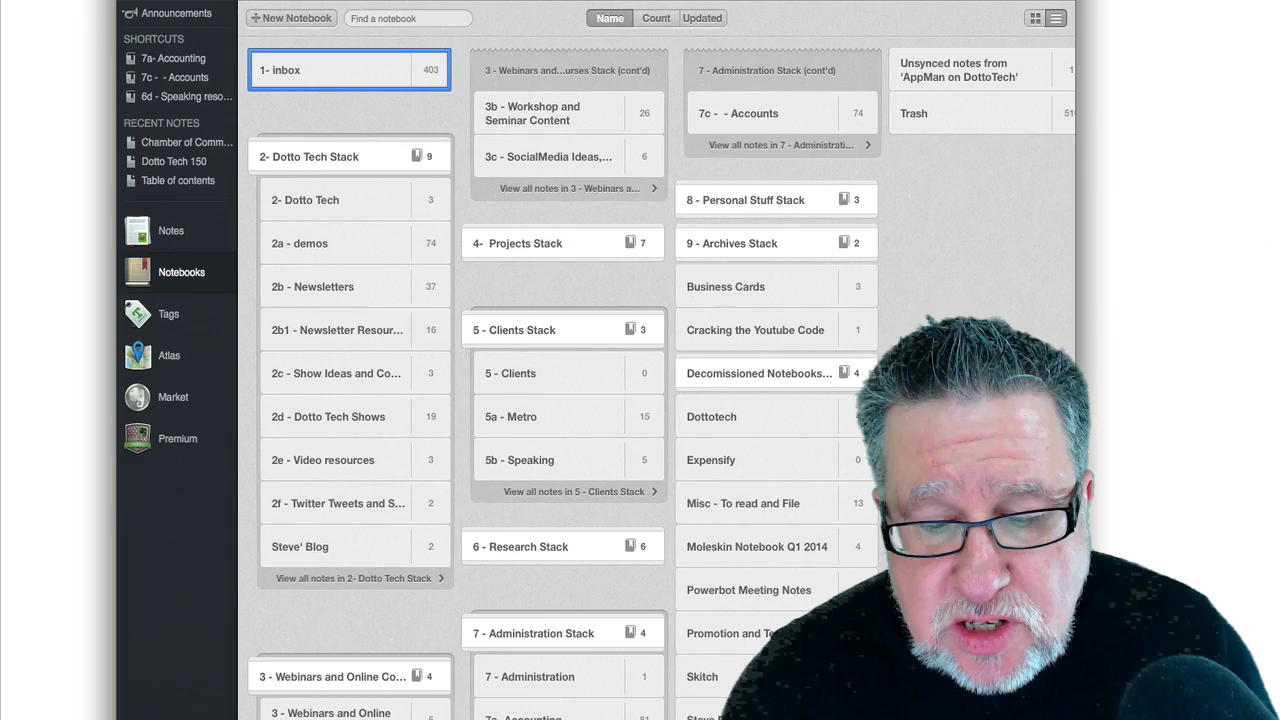 Announcements
SHORTCUTS
7a- Accounting
7c - - Accounts
6d - Speaking reso...
RECENT NOTES
Chamber of Comm...
Dotto Tech 150
Table of contents
Notes
Notebooks
Tags
Atlas
Market
Premium
New Notebook
Find a notebook
Name
Count
Updated
1- inbox 403
2- Dotto Tech Stack 9
2- Dotto Tech 3
2a - demos 74
2b - Newsletters 37
2b1 - Newsletter Resour... 16
2c - Show Ideas and Co... 3
2d - Dotto Tech Shows 19
2e - Video resources 3
2f - Twitter Tweets and S... 2
Steve' Blog 2
View all notes in 2- Dotto Tech Stack
3 - Webinars and Online Co... 4
3 - Webinars and Online
3 - Webinars and...urses Stack (cont'd)
3b - Workshop and
Seminar Content 26
3c - SocialMedia Ideas,... 6
View all notes in 3 - Webinars a...
4- Projects Stack 7
5 - Clients Stack 3
5 - Clients 0
5a - Metro 15
5b - Speaking 5
View all notes in 5 - Clients Stack
6 - Research Stack 6
7 - Administration Stack 4
7 - Administration 1
7a- Accounting
7 - Administration Stack (cont'd)
7c - - Accounts 74
View all notes in 7 - Administrati...
8 - Personal Stuff Stack 3
9 - Archives Stack 2
Business Cards 3
Cracking the Youtube Code 1
Decomissioned Notebooks... 4
Dottotech
Expensify 0
Misc - To read and File 13
Moleskin Notebook Q1 2014 4
Powerbot Meeting Notes
Promotion and
Skitch
Unsynced notes from
'AppMan on DottoTech'
Trash